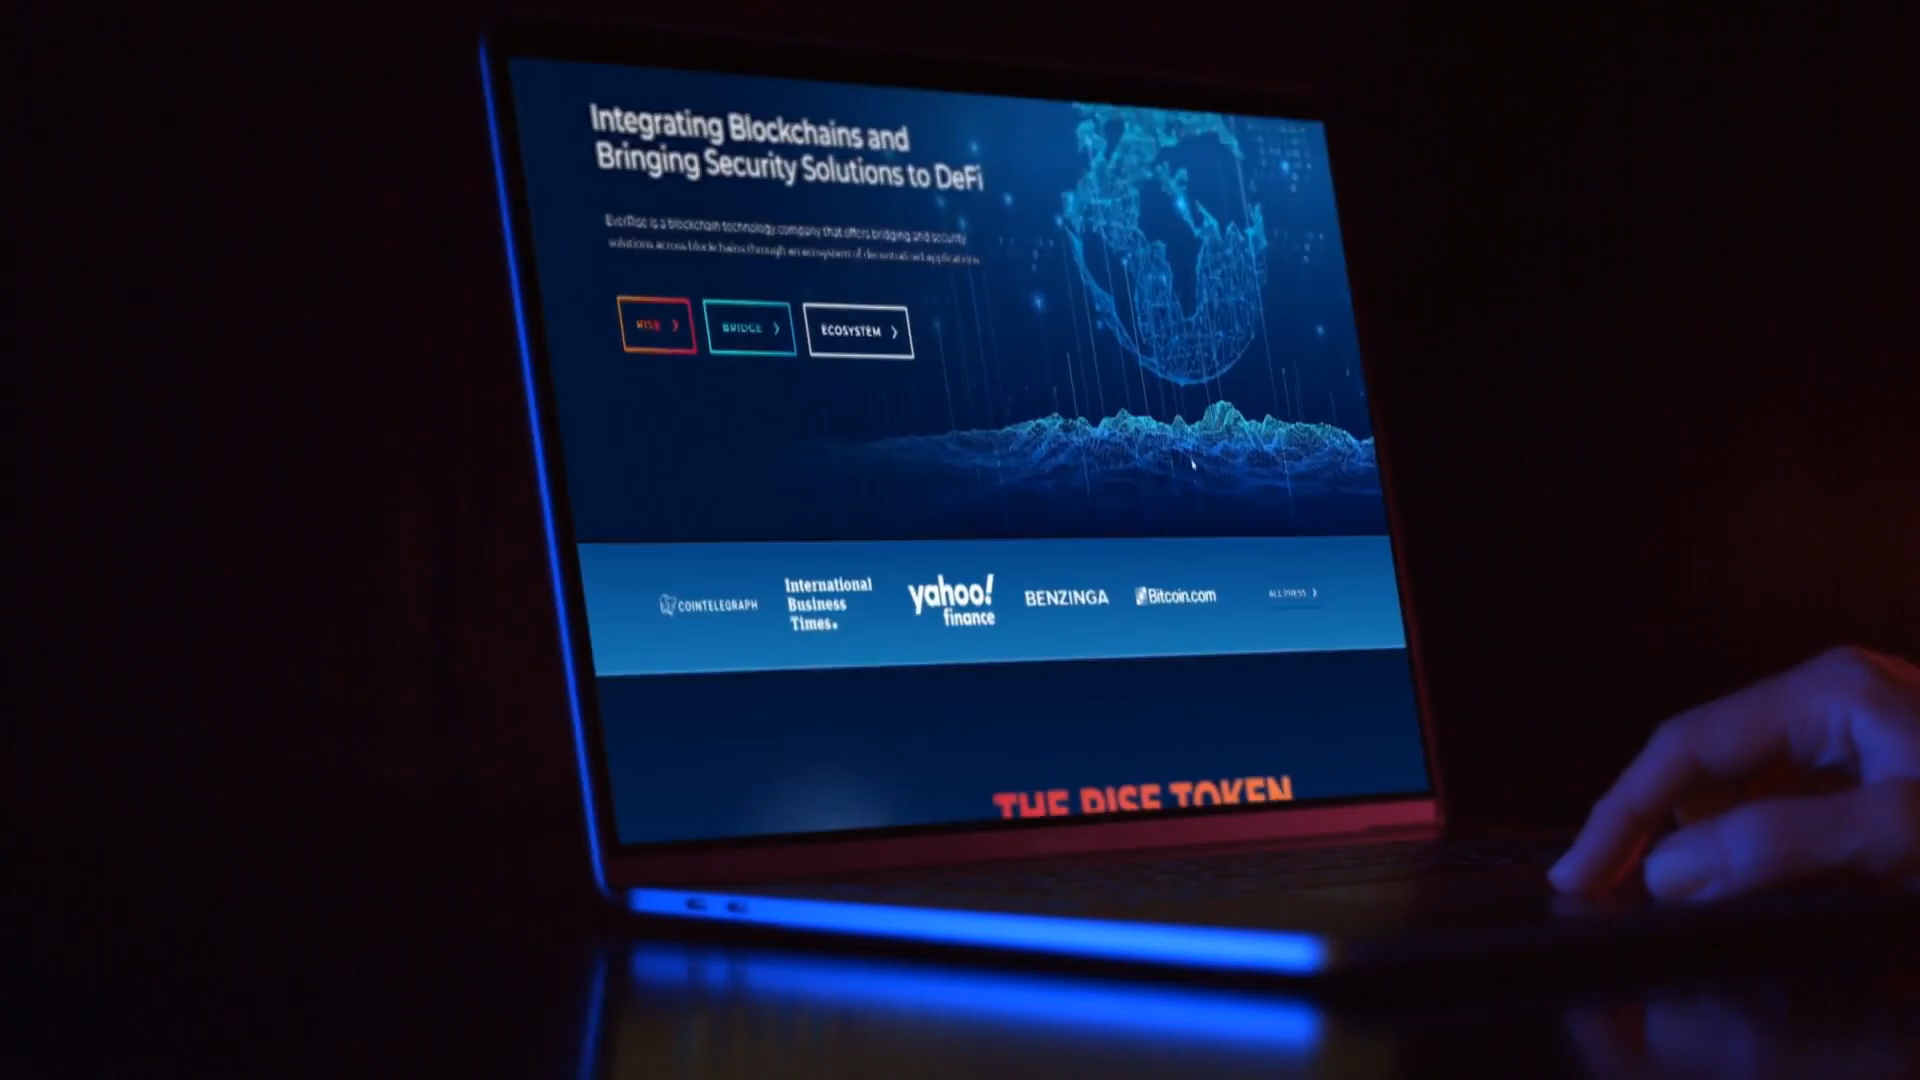 Integrating Blockchains and
Bringing Security Solutions to DeFi
EverRise is a blockchain technology company that offers bridging and security
solutions across blockchains through an ecosystem of decentralized applications.
RISE
BRIDGE
ECOSYSTEM
COINTELEGRAPH
International
Business
Times.
yahoo!
finance
BENZINGA
Bitcoin.com
ALL PRESS
THE RISE TOKEN